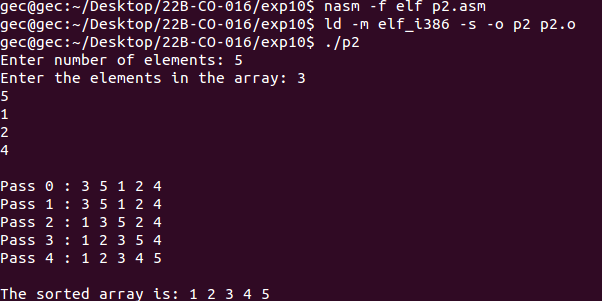 gec@gec:~/Desktop/22B-CO-016/exp10$ nasm -f elf p2.asm
gec@gec:~/Desktop/22B-CO-016/exp10$ ld -m elf_i386 -s -o p2 p2.o
gec@gec:~/Desktop/22B-CO-016/exp10$ ./p2
Enter number of elements: 5
Enter the elements in the array: 3
5
1
2
4
Pass 0 : 3 5 1 2 4
Pass 1 : 3 5 1 2 4
Pass 2 : 1 3 5 2 4
Pass 3 : 1 2 3 5 4
Pass 4 : 1 2 3 4 5
The sorted array is: 1 2 3 4 5